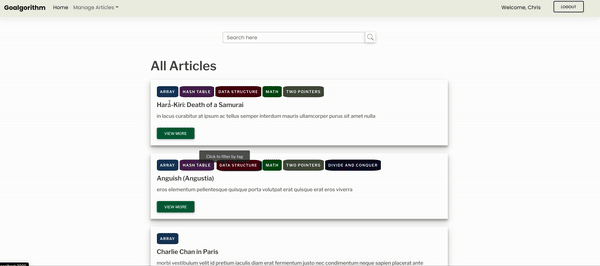 Goalgorithm Home Manage Articles Welcome, Chris LOGOUT
Search here
All Articles
ARRAY HASH TABLE DATA STRUCTURE MATH TWO POINTERS
Hara-Kiri: Death of a Samurai
in lacus curabitur at ipsum ac tellus semper interdum mauris ullamcorper purus sit amet nulla
VIEW MORE
Click to filter by tag
ARRAY HASH TABLE DATA STRUCTURE MATH TWO POINTERS DIVIDE AND CONQUER
Anguish (Angustia)
eros elementum pellentesque quisque porta volutpat erat quisque erat eros viverra
VIEW MORE
ARRAY
Charlie Chan in Paris
morbi vestibulum velit id pretium iaculis diam erat fermentum justo nec condimentum neque sapien placerat ante